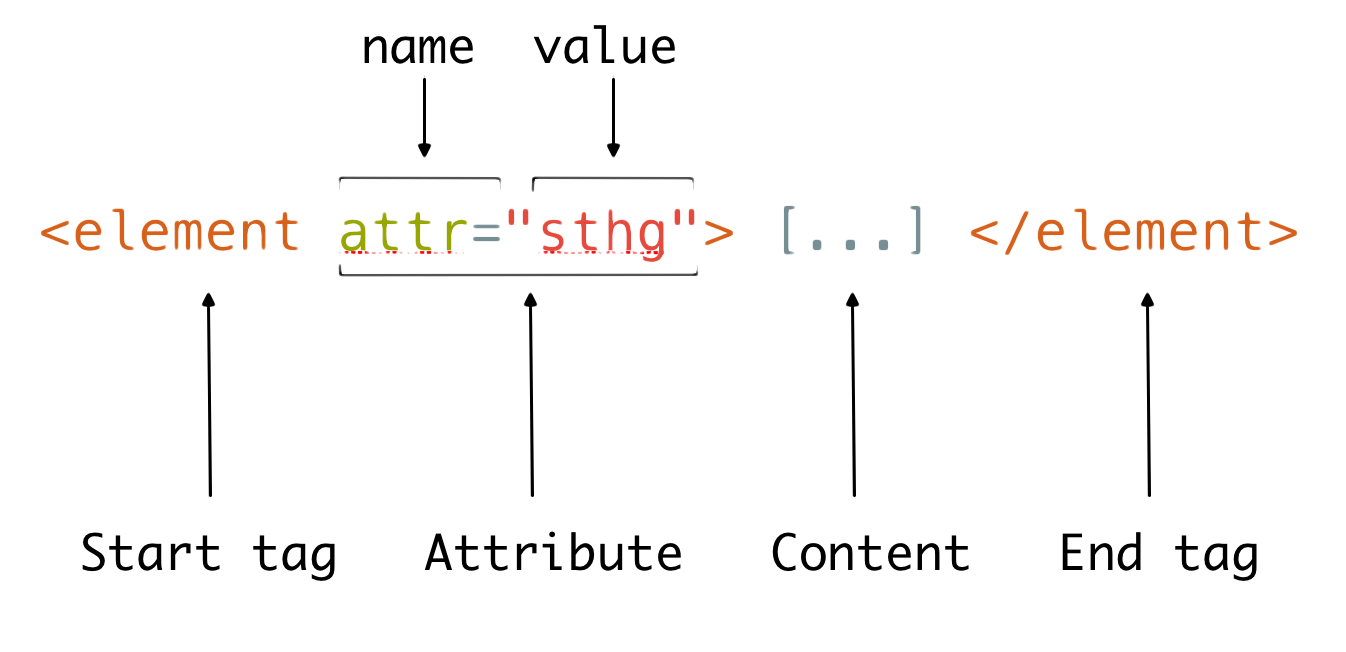 name value
<element attr="sthg"> [...] </element>
Start tag Attribute Content End tag